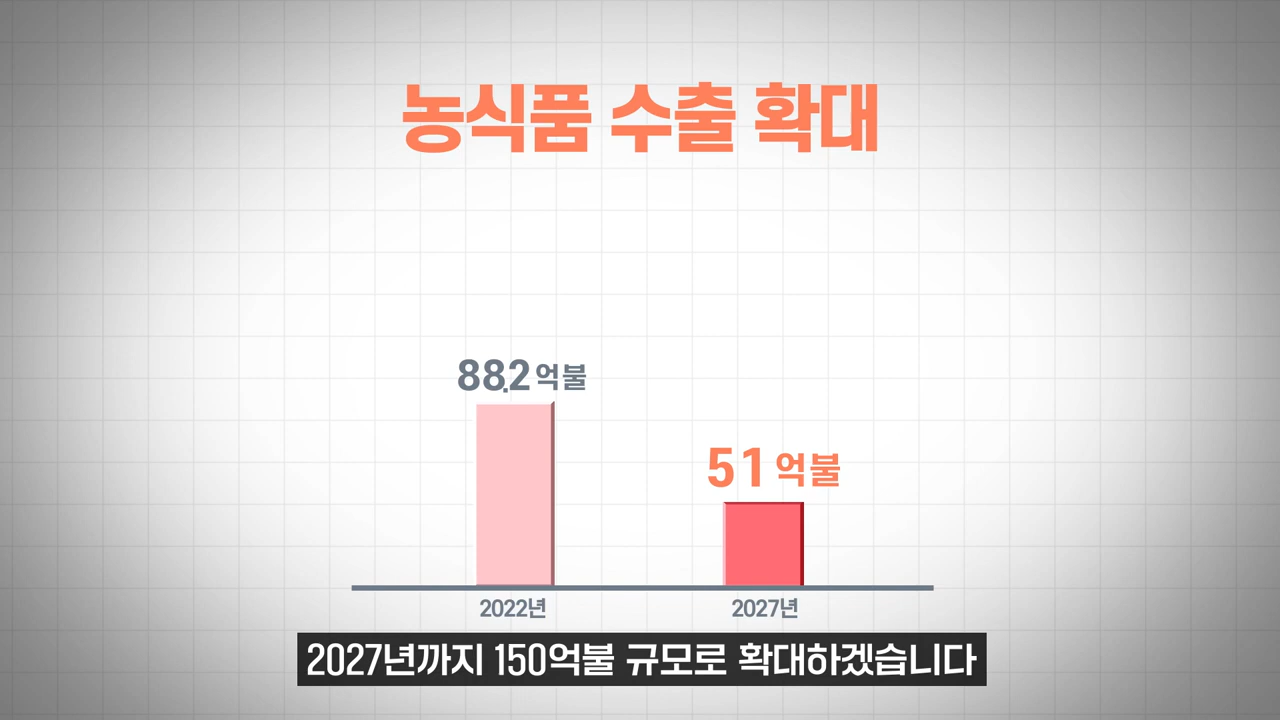 농식품 수출 확대
88.2억불
51억불
2022년
2027년
2027년까지 150억불 규모로 확대하겠습니다